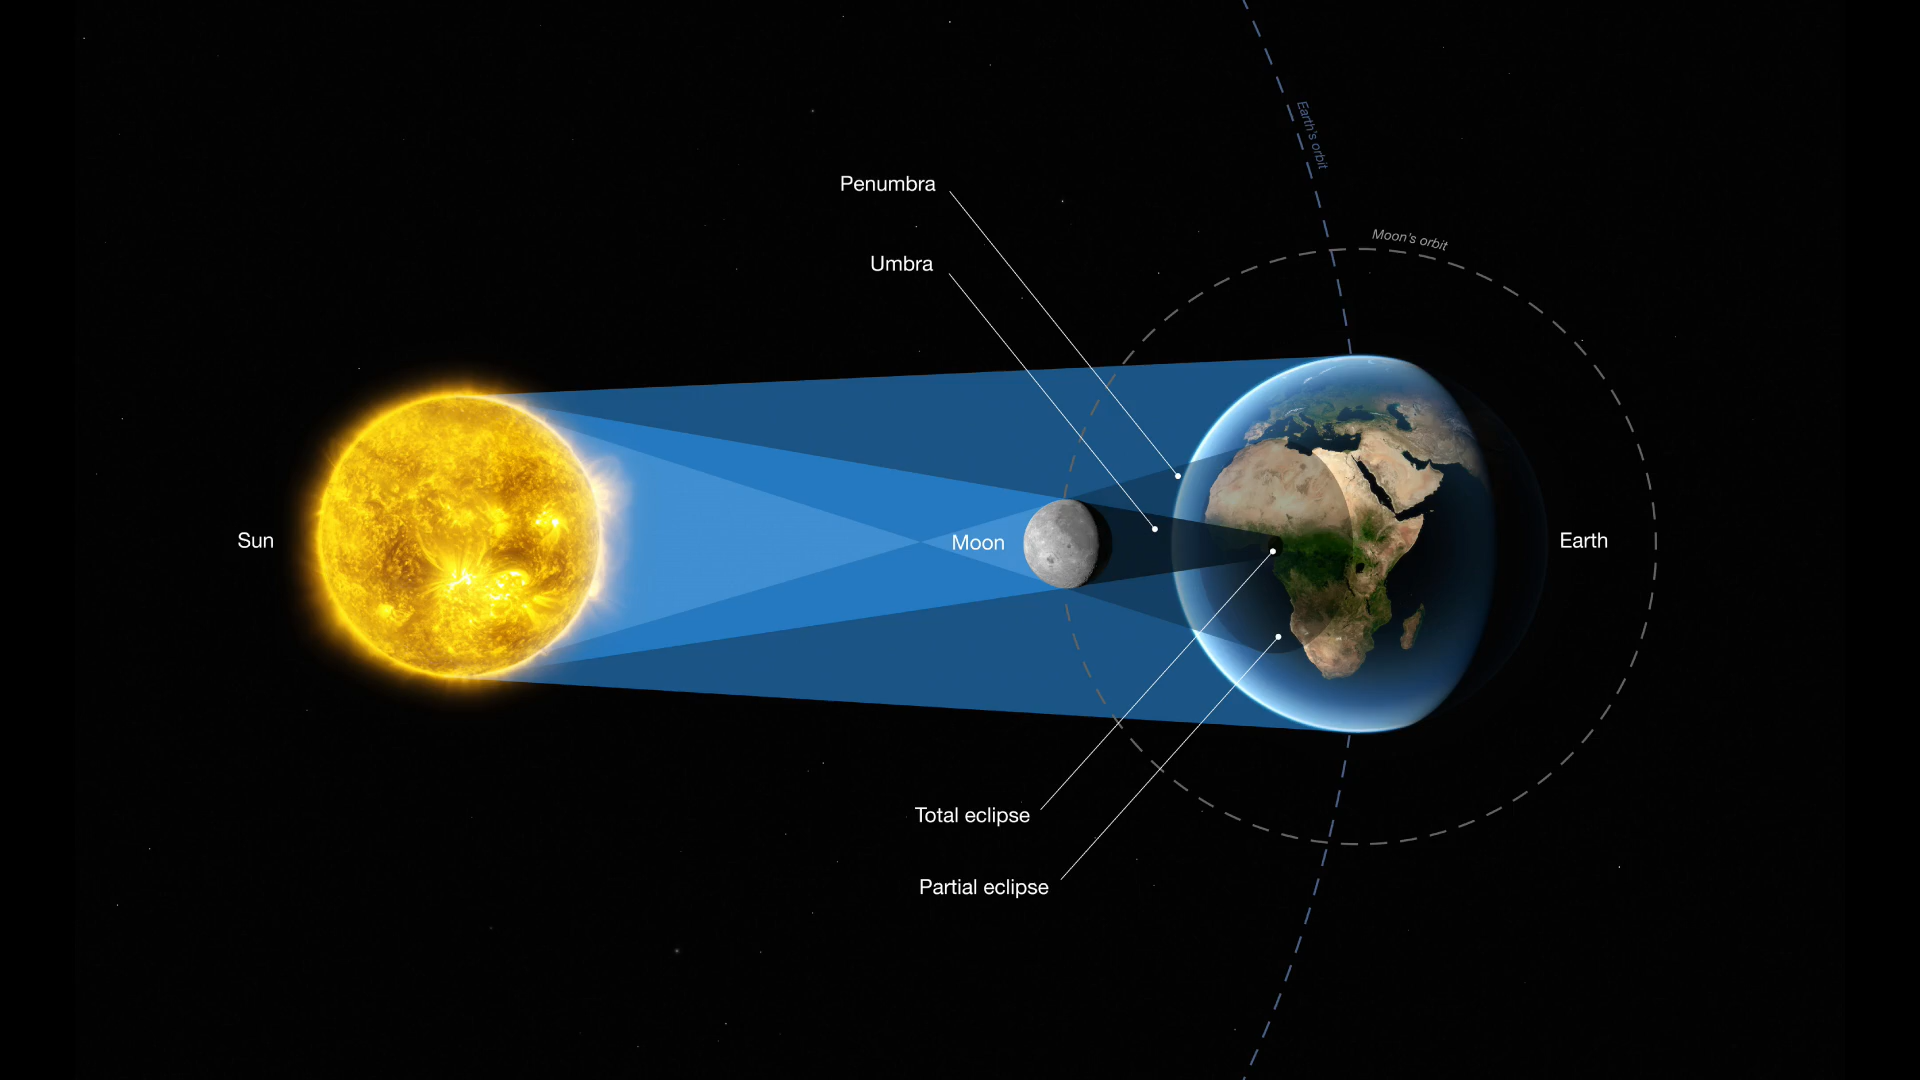 Earth's orbit
Penumbra
Moon's orbit
Umbra
Sun
Moon
Earth
Total eclipse
Partial eclipse